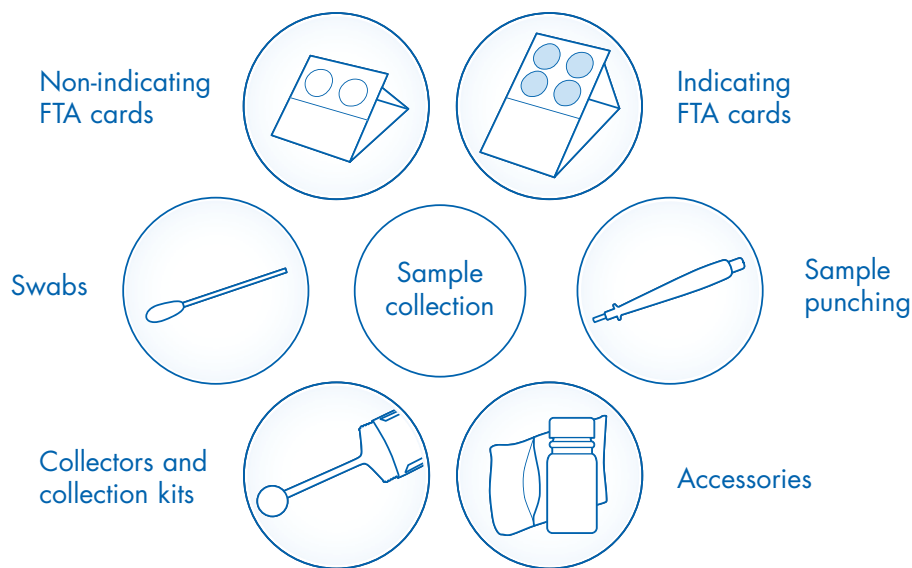 Non-indicating
FTA cards
Indicating
FTA cards
Swabs
Sample
collection
Sample
punching
Collectors and
collection kits
Accessories